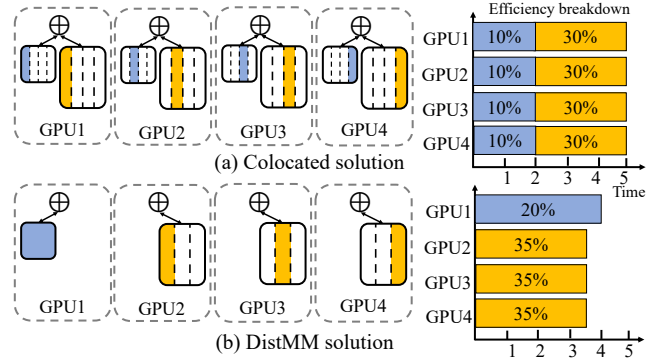 Efficiency breakdown
GPU1 GPU2 GPU3 GPU4
(a) Colocated solution
GPU1 10% 30%
GPU2 10% 30%
GPU3 10% 30%
GPU4 10% 30%
1 2 3 4 5
Time
GPU1 GPU2 GPU3 GPU4
(b) DistMM solution
GPU1 20%
GPU2 35%
GPU3 35%
GPU4 35%
1 2 3 4 5